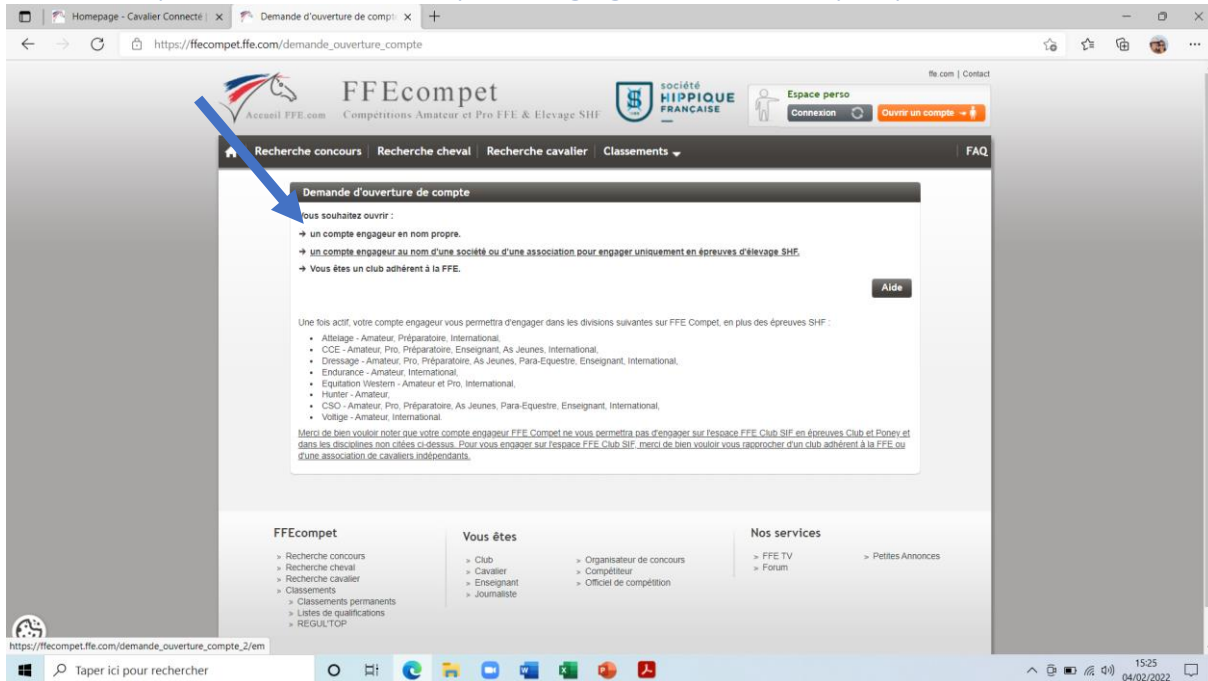 Homepage - Cavalier Connecté |
Demande d'ouverture de compt
https://ffecompet.ffe.com/demande_ouverture_compte
ffe.com | Contact
Accueil FFE.com
FFEcompet
Compétitions Amateur et Pro FFE & Elevage SHF
société
HIPPIQUE
FRANÇAISE
Espace perso
Connexion
Ouvrir un compte
Recherche concours
Recherche cheval
Recherche cavalier
Classements
FAQ
Demande d'ouverture de compte
Vous souhaitez ouvrir :
→ un compte engageur en nom propre.
→ un compte engageur au nom d'une société ou d'une association pour engager uniquement en épreuves d'élevage SHF.
→ Vous êtes un club adhérent à la FFE.
Aide
Une fois actif, votre compte engageur vous permettra d'engager dans les divisions suivantes sur FFE Compet, en plus des épreuves SHF :
• Attelage - Amateur, Préparatoire, International,
• CCE - Amateur, Pro, Préparatoire, Enseignant, As Jeunes, International,
• Dressage - Amateur, Pro, Préparatoire, As Jeunes, Para-Equestre, Enseignant, International,
• Endurance - Amateur, International,
• Equitation Western - Amateur et Pro, International,
• Hunter - Amateur,
• CSO - Amateur, Pro, Préparatoire, As Jeunes, Para-Equestre, Enseignant, International,
• Voltige - Amateur, International.
Merci de bien vouloir noter que votre compte engageur FFE Compet ne vous permettra pas d'engager sur l'espace FFE Club SIF en épreuves Club et Poney et
dans les disciplines non citées ci-dessus. Pour vous engager sur l'espace FFE Club SIF, merci de bien vouloir vous rapprocher d'un club adhérent à la FFE ou
d'une association de cavaliers indépendants.
FFEcompet
» Recherche concours
» Recherche cheval
» Recherche cavalier
» Classements
» Classements permanents
» Listes de qualifications
» REGUL'TOP
Vous êtes
» Club
» Cavalier
» Enseignant
» Journaliste
» Organisateur de concours
» Compétiteur
» Officiel de compétition
Nos services
» FFE TV
» Forum
» Petites Annonces
https://ffecompet.ffe.com/demande_ouverture_compte_2/em
Taper ici pour rechercher
15:25
04/02/2022